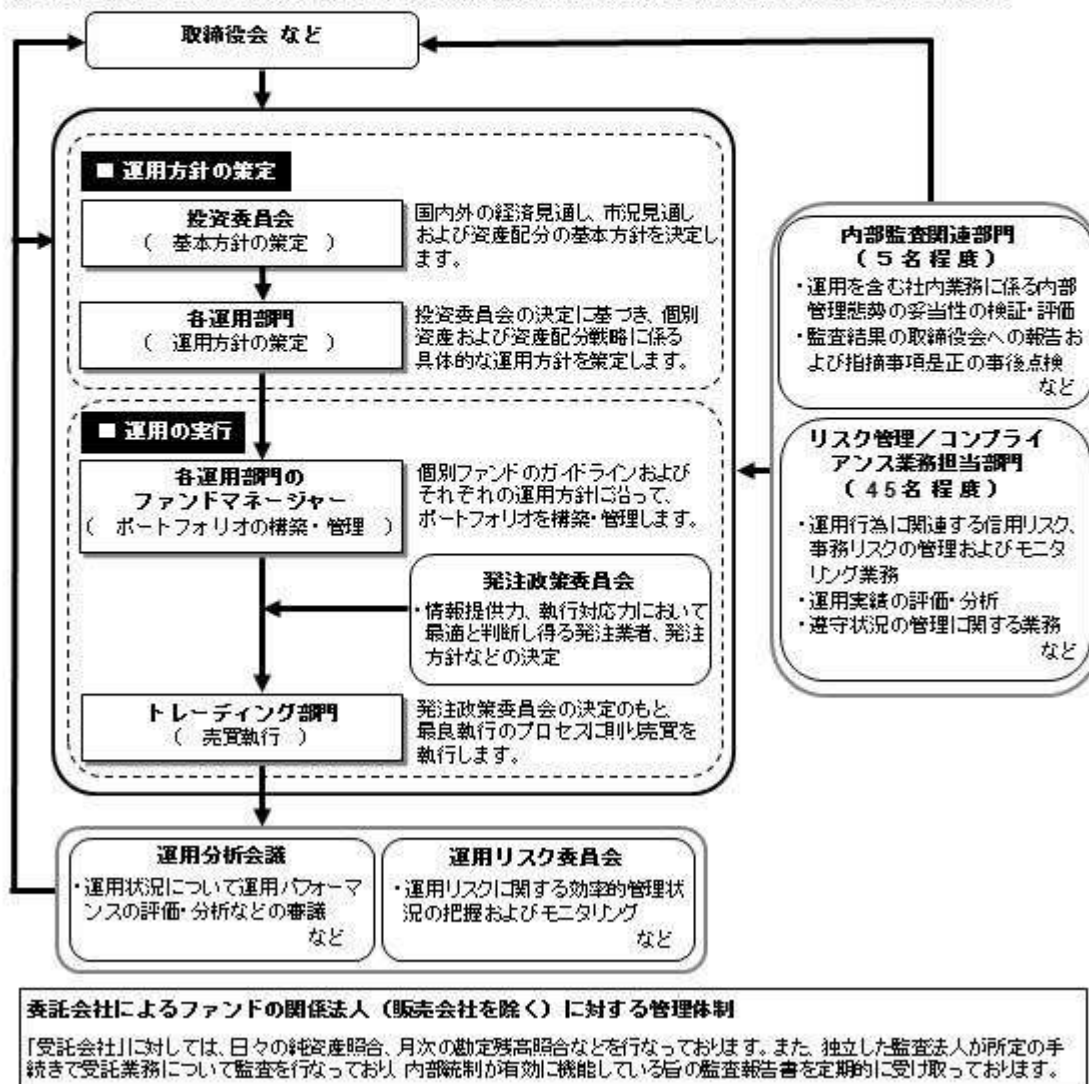 取締役会 など
■ 運用方針の策定
投資委員会
（ 基本方針の策定 ）
国内外の経済見通し、市況見通し
および資産配分の基本方針を決定し
ます。
各運用部門
（ 運用方針の策定 ）
投資委員会の決定に基づき、個別
資産および資産配分戦略に係る
具体的な運用方針を策定します。
■ 運用の実行
各運用部門の
ファンドマネージャー
（ ポートフォリオの構築・管理 ）
個別ファンドのガイドラインおよび
それぞれの運用方針に沿って、
ポートフォリオを構築・管理します。
発注政策委員会
・情報提供力、執行対応力において
最適と判断し得る発注業者、発注
方針などの決定
トレーディング部門
（ 売買執行 ）
発注政策委員会の決定のもと、
最良執行のプロセスに則り売買を
執行します。
内部監査関連部門
（５名程度）
・運用を含む社内業務に係る内部
管理態勢の妥当性の検証・評価
・監査結果の取締役会への報告お
よび指摘事項是正の事後点検
など
リスク管理／コンプライ
アンス業務担当部門
（ 45名程度）
・運用行為に関連する信用リスク、
事務リスクの管理およびモニタ
リング業務
・運用実績の評価・分析
・遵守状況の管理に関する業務
など
運用分析会議
・運用状況について運用パフォーマ
ンスの評価・分析などの審議
など
運用リスク委員会
・運用リスクに関する効率的管理状
況の把握およびモニタリング
など
委託会社によるファンドの関係法人（販売会社を除く）に対する管理体制
「受託会社」に対しては、日々の純資産照合、月次の勘定残高照合などを行なっております。また、独立した監査法人が所定の手
続きで受託業務について監査を行なっており、内部統制が有効に機能している旨の監査報告書を定期的に受け取っております。